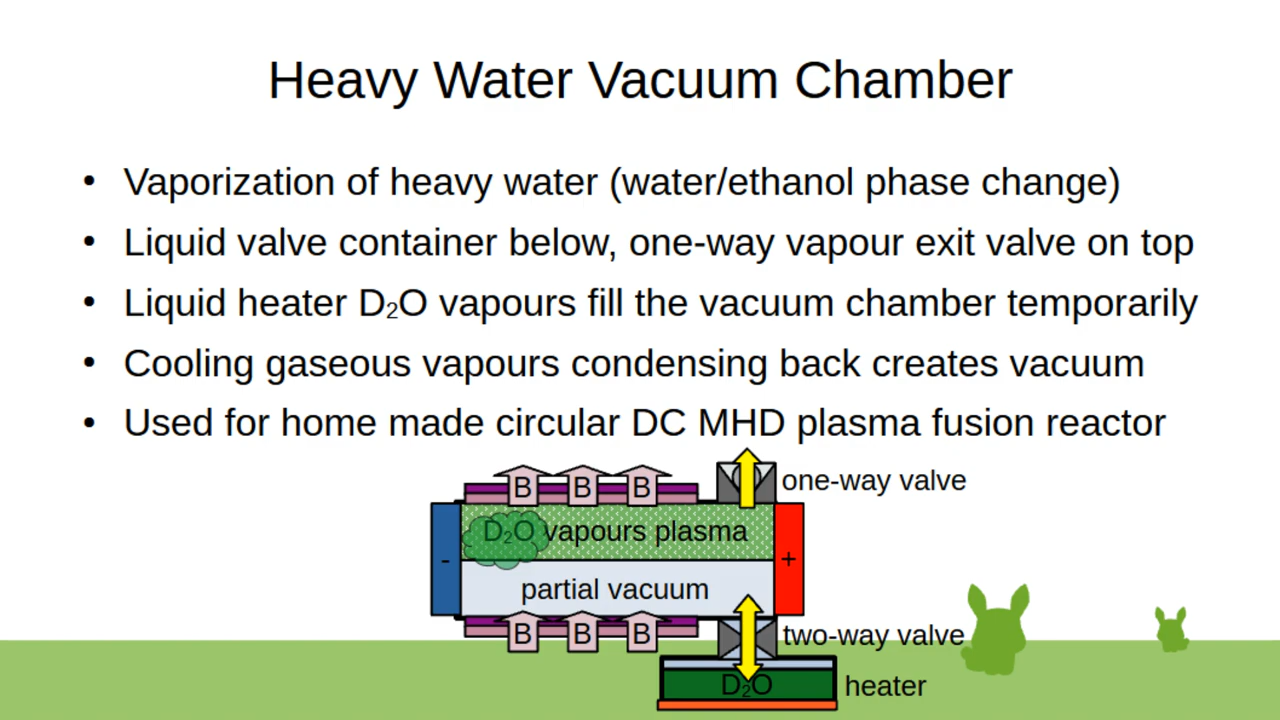 Heavy Water Vacuum Chamber
• Vaporization of heavy water (water/ethanol phase change)
• Liquid valve container below, one-way vapour exit valve on top
• Liquid heater D₂O vapours fill the vacuum chamber temporarily
• Cooling gaseous vapours condensing back creates vacuum
• Used for home made circular DC MHD plasma fusion reactor
one-way valve
B B B
D₂O vapours plasma
- +
partial vacuum
B B B
two-way valve
D₂O
heater